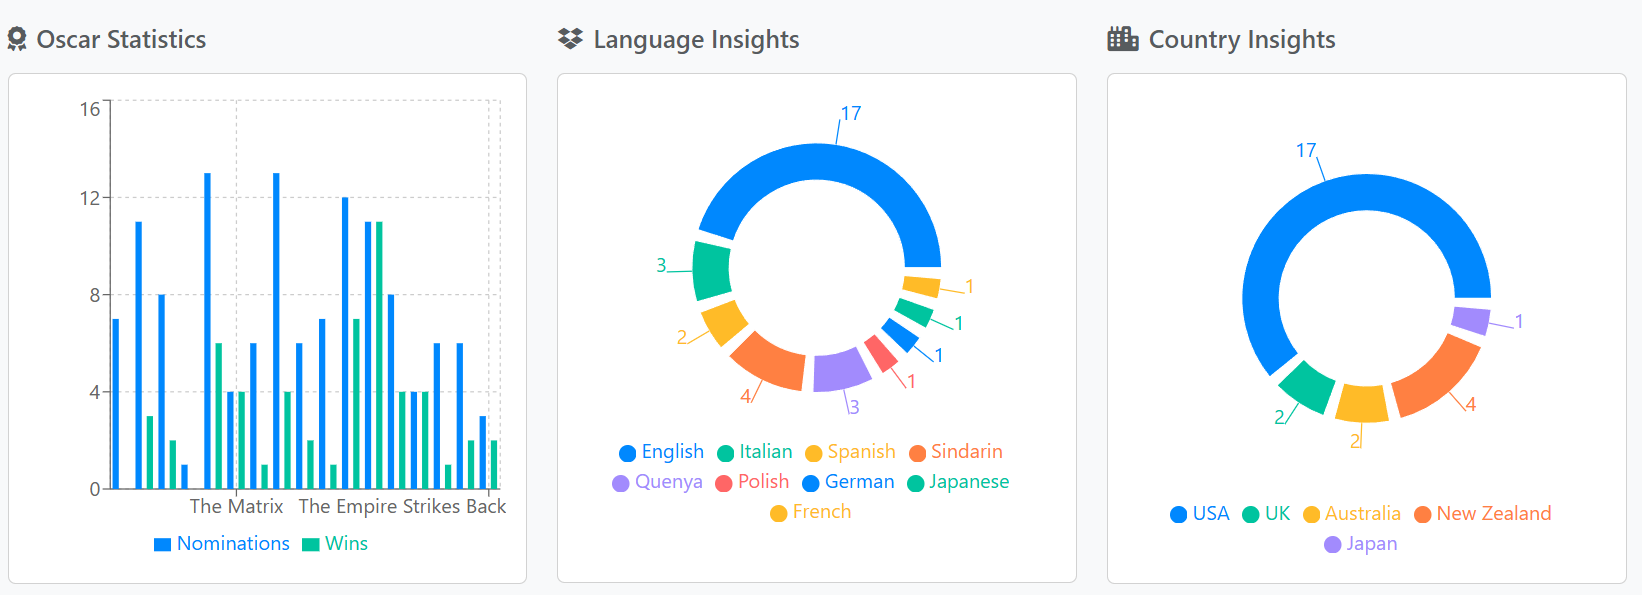 Oscar Statistics
16
12
8
4
0
The Matrix The Empire Strikes Back
Nominations Wins
Language Insights
17
3
2
4
3
1
1
1
1
English Italian Spanish Sindarin
Quenya Polish German Japanese
French
Country Insights
17
2
2
4
1
USA UK Australia New Zealand
Japan